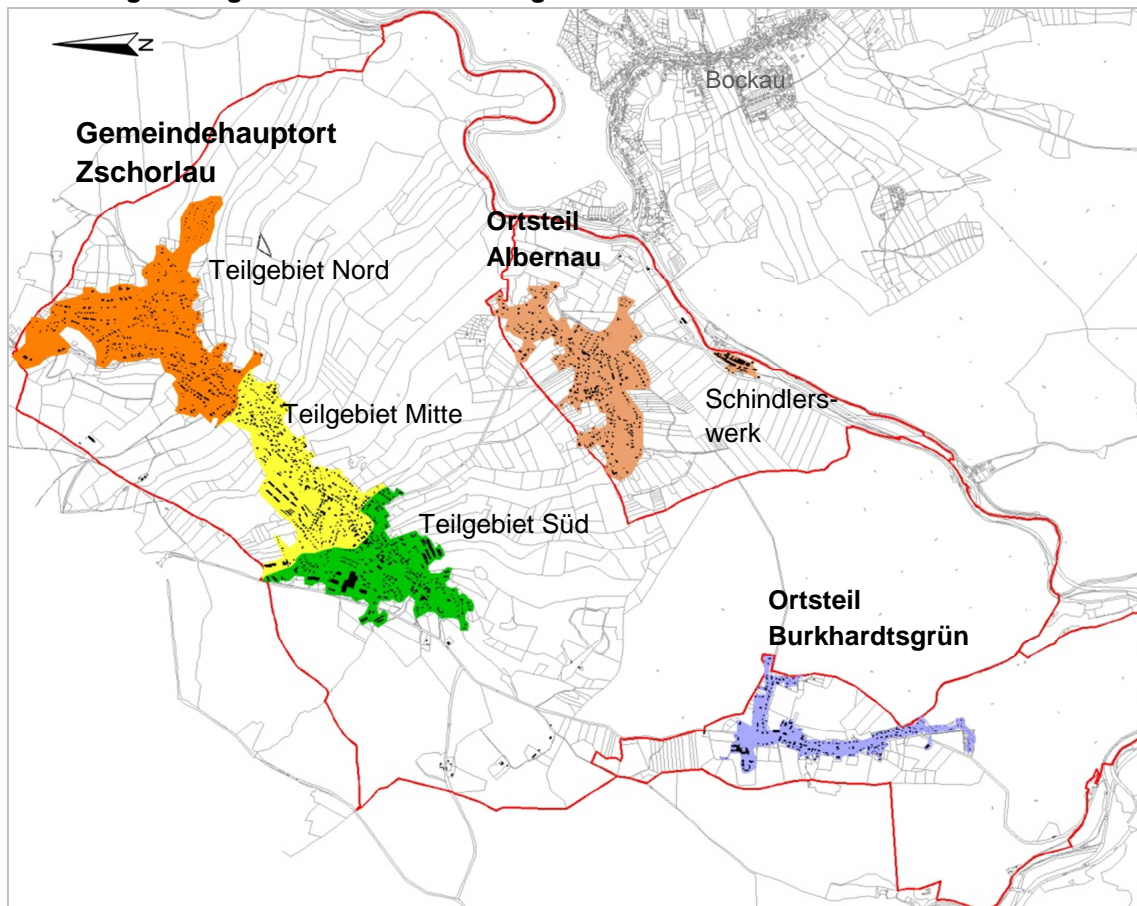 N
Bockau
Gemeindehauptort
Zschorlau
Teilgebiet Nord
Ortsteil
Albernau
Teilgebiet Mitte
Schindlers-
werk
Teilgebiet Süd
Ortsteil
Burkhardtsgrün